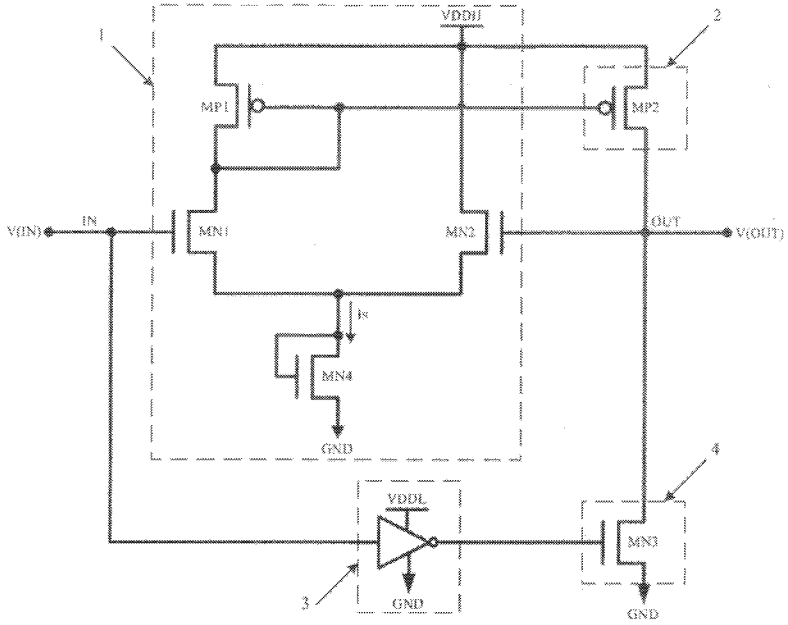 VDDH
1
2
MP1
MP2
IN
V(IN)
MN1
MN2
OUT
V(OUT)
Is
MN4
GND
4
VDDL
MN3
3
GND
GND